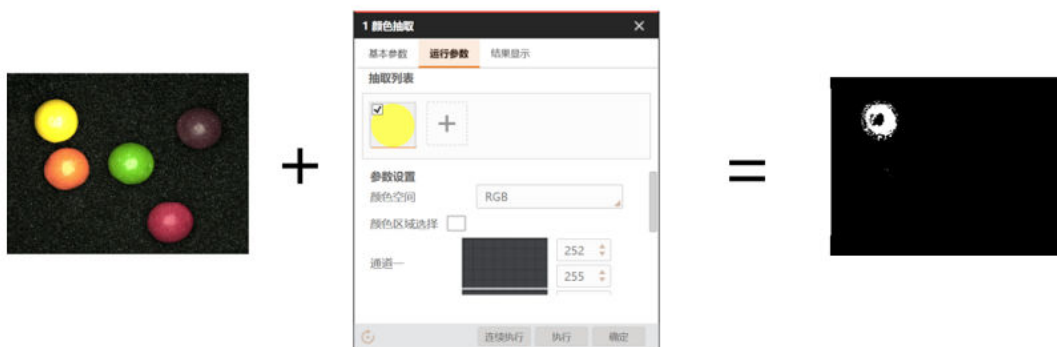 1 颜色抽取
基本参数 运行参数 结果显示
抽取列表
+
+
参数设置
颜色空间 RGB
颜色区域选择
=
通道一
252
255
连续执行 执行 确定